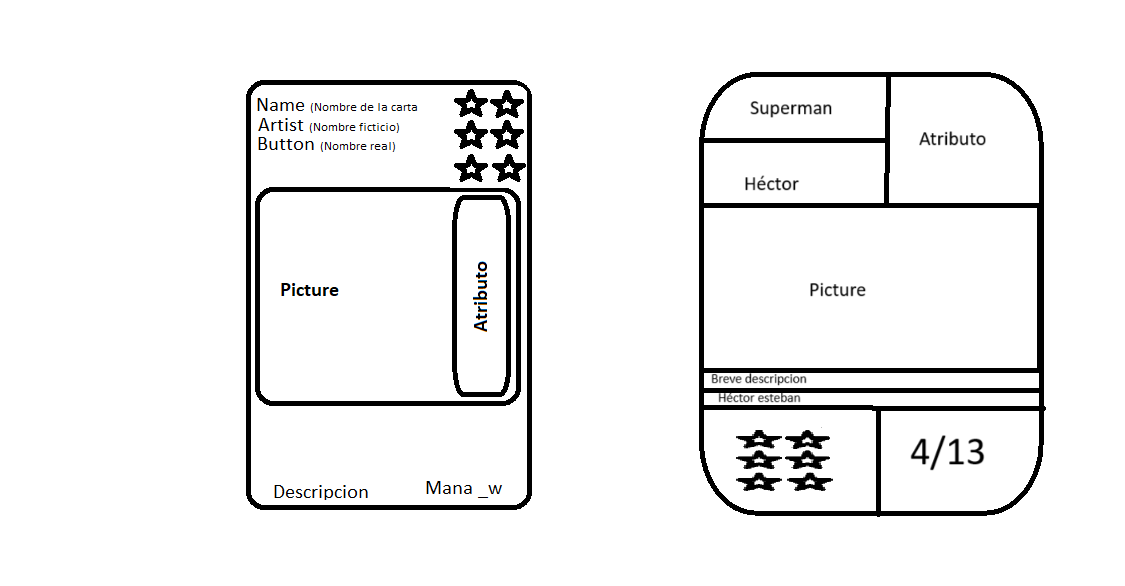 Name (Nombre de la carta
Artist (Nombre ficticio)
Button (Nombre real)
Picture
Atributo
Descripcion
Mana _w
Superman
Atributo
Héctor
Picture
Breve descripcion
Héctor esteban
4/13